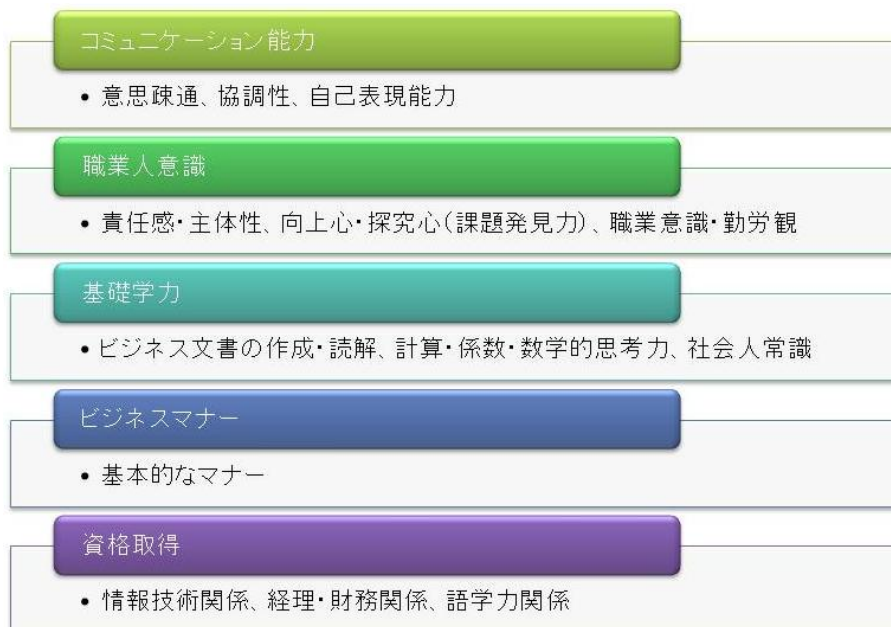 コミュニケーション能力
• 意思疎通、協調性、自己表現能力
職業人意識
• 責任感・主体性、向上心・探究心(課題発見力)、職業意識・勤労観
基礎学力
• ビジネス文書の作成・読解、計算・係数・数学的思考力、社会人常識
ビジネスマナー
• 基本的なマナー
資格取得
• 情報技術関係、経理・財務関係、語学力関係